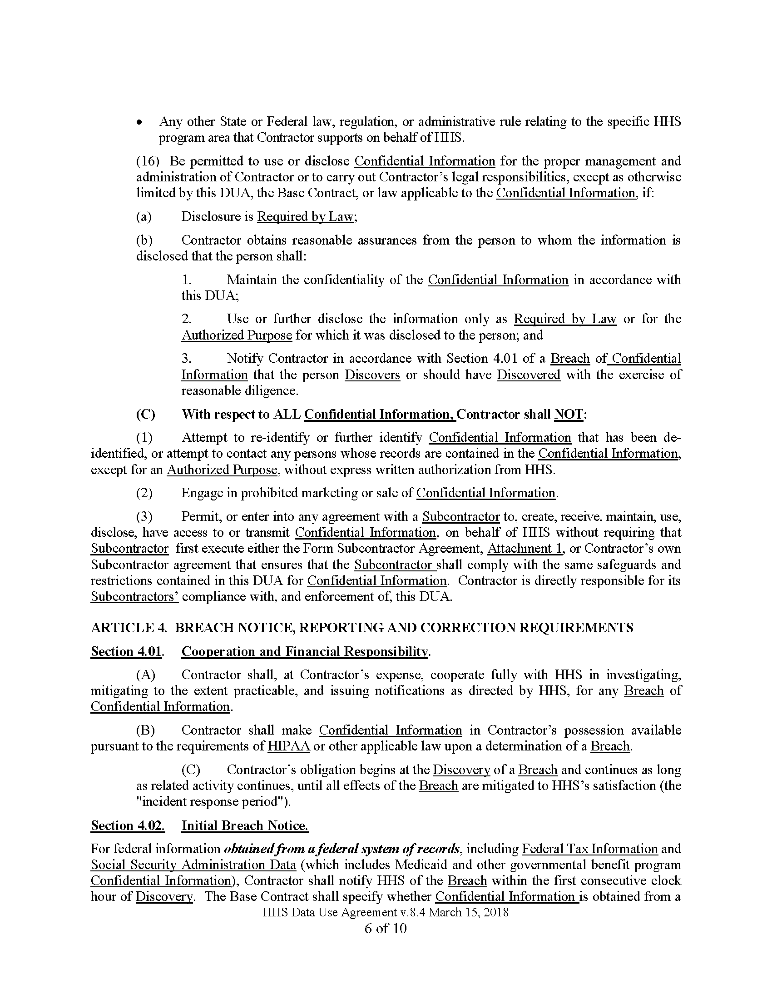 • Any other State or Federal law, regulation, or administrative rule relating to the specific HHS
program area that Contractor supports on behalf of HHS.
(16) Be permitted to use or disclose Confidential Information for the proper management and
administration of Contractor or to carry out Contractor’s legal responsibilities, except as otherwise
limited by this DUA, the Base Contract, or law applicable to the Confidential Information, if:
(a) Disclosure is Required by Law;
(b) Contractor obtains reasonable assurances from the person to whom the information is
disclosed that the person shall:
1. Maintain the confidentiality of the Confidential Information in accordance with
this DUA;
2. Use or further disclose the information only as Required by Law or for the
Authorized Purpose for which it was disclosed to the person; and
3. Notify Contractor in accordance with Section 4.01 of a Breach of Confidential
Information that the person Discovers or should have Discovered with the exercise of
reasonable diligence.
(C) With respect to ALL Confidential Information, Contractor shall NOT:
(1) Attempt to re-identify or further identify Confidential Information that has been de-
identified, or attempt to contact any persons whose records are contained in the Confidential Information,
except for an Authorized Purpose, without express written authorization from HHS.
(2) Engage in prohibited marketing or sale of Confidential Information.
(3) Permit, or enter into any agreement with a Subcontractor to, create, receive, maintain, use,
disclose, have access to or transmit Confidential Information, on behalf of HHS without requiring that
Subcontractor first execute either the Form Subcontractor Agreement, Attachment 1, or Contractor’s own
Subcontractor agreement that ensures that the Subcontractor shall comply with the same safeguards and
restrictions contained in this DUA for Confidential Information. Contractor is directly responsible for its
Subcontractors’ compliance with, and enforcement of, this DUA.
ARTICLE 4. BREACH NOTICE, REPORTING AND CORRECTION REQUIREMENTS
Section 4.01. Cooperation and Financial Responsibility.
(A) Contractor shall, at Contractor’s expense, cooperate fully with HHS in investigating,
mitigating to the extent practicable, and issuing notifications as directed by HHS, for any Breach of
Confidential Information.
(B) Contractor shall make Confidential Information in Contractor’s possession available
pursuant to the requirements of HIPAA or other applicable law upon a determination of a Breach.
(C) Contractor’s obligation begins at the Discovery of a Breach and continues as long
as related activity continues, until all effects of the Breach are mitigated to HHS’s satisfaction (the
"incident response period").
Section 4.02. Initial Breach Notice.
For federal information obtained from a federal system of records, including Federal Tax Information and
Social Security Administration Data (which includes Medicaid and other governmental benefit program
Confidential Information), Contractor shall notify HHS of the Breach within the first consecutive clock
hour of Discovery. The Base Contract shall specify whether Confidential Information is obtained from a
HHS Data Use Agreement v.8.4 March 15, 2018
6 of 10